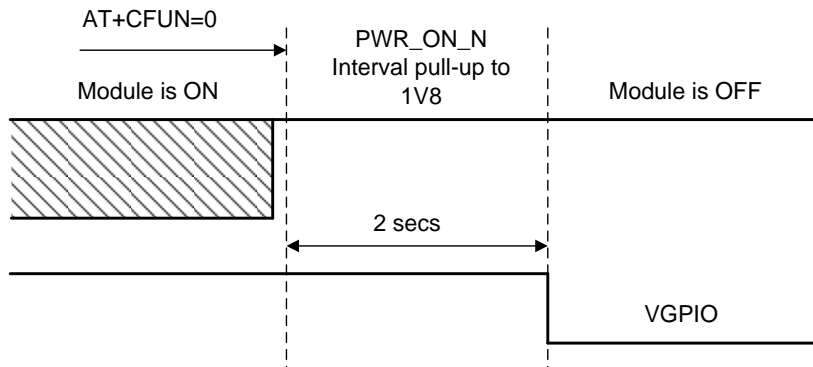 AT+CFUN=0
PWR_ON_N
Interval pull-up to
1V8
Module is ON
Module is OFF
2 secs
VGPIO